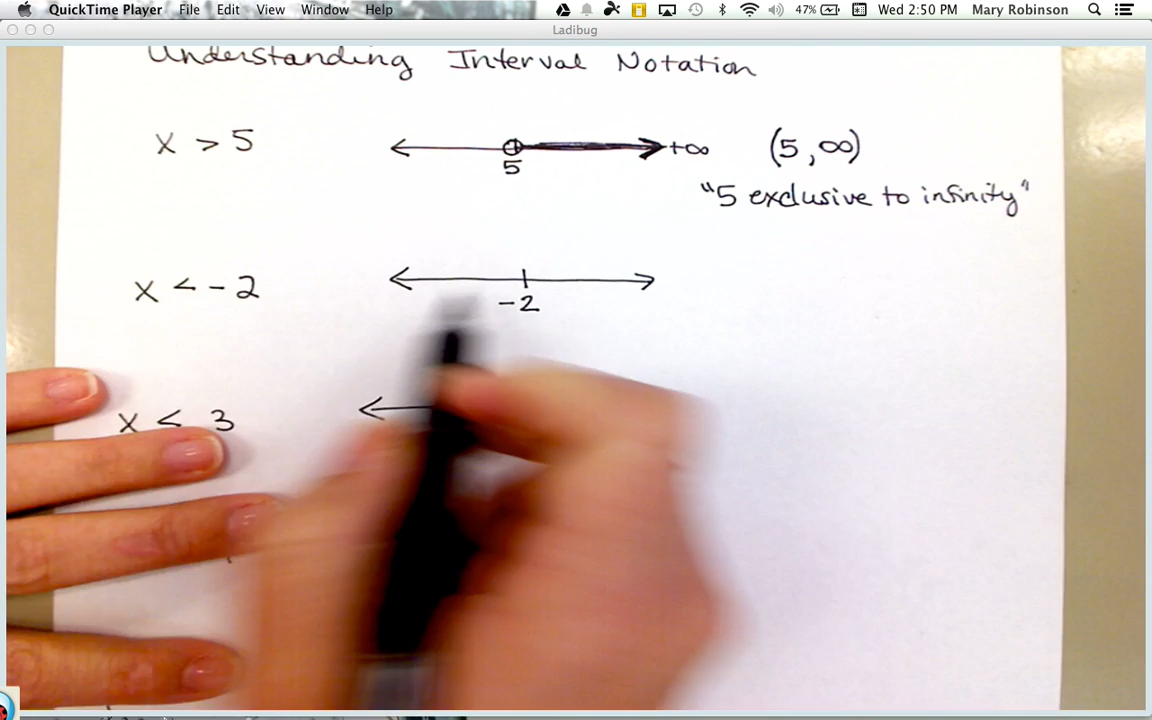 QuickTime Player File Edit View Window Help 47% Wed 2:50 PM Mary Robinson
Ladibug
Understanding Interval Notation
x > 5 5 +∞ (5, ∞)
"5 exclusive to infinity"
x < -2 -2
x < 3